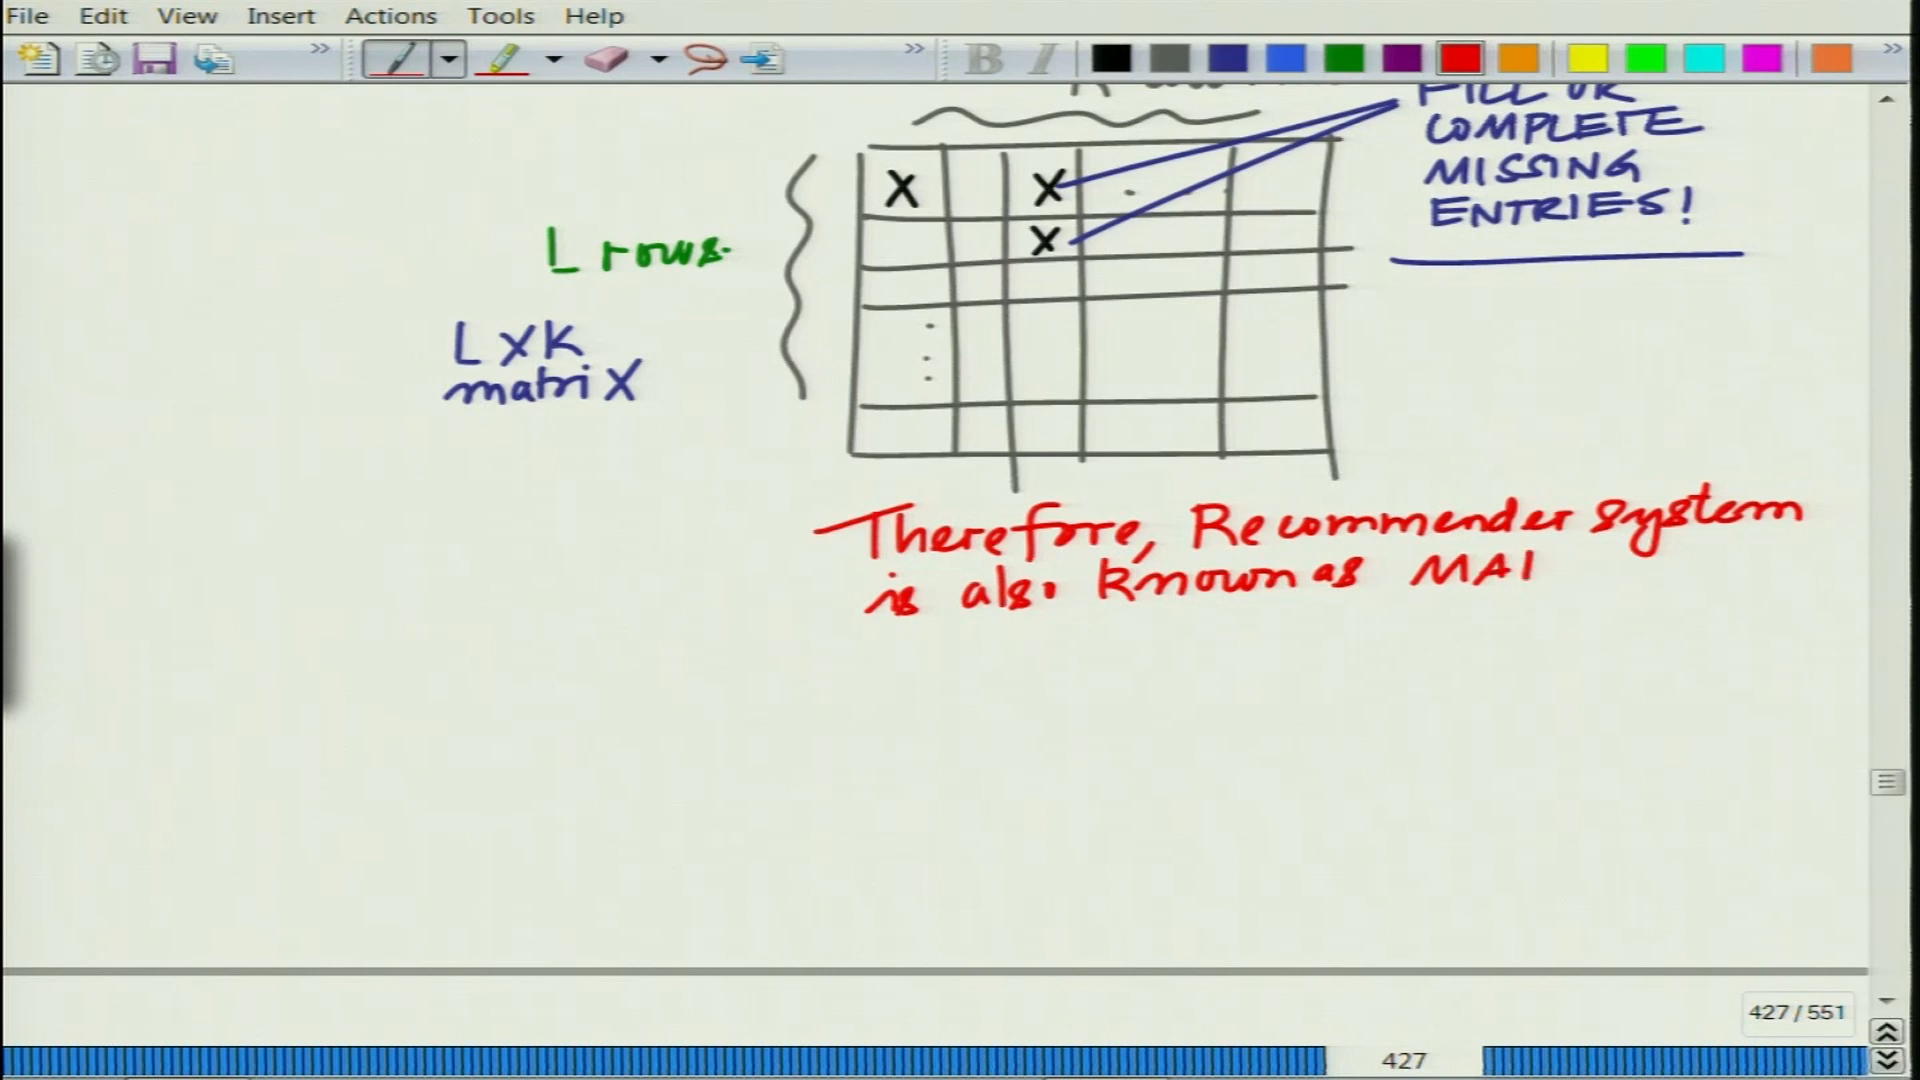 File Edit View Insert Actions Tools Help
B I
COMPLETE
MISSING
ENTRIES!
X X
X
L rows.
L X K
matrix
Therefore, Recommender system
is also known as MAI
427 / 551
427